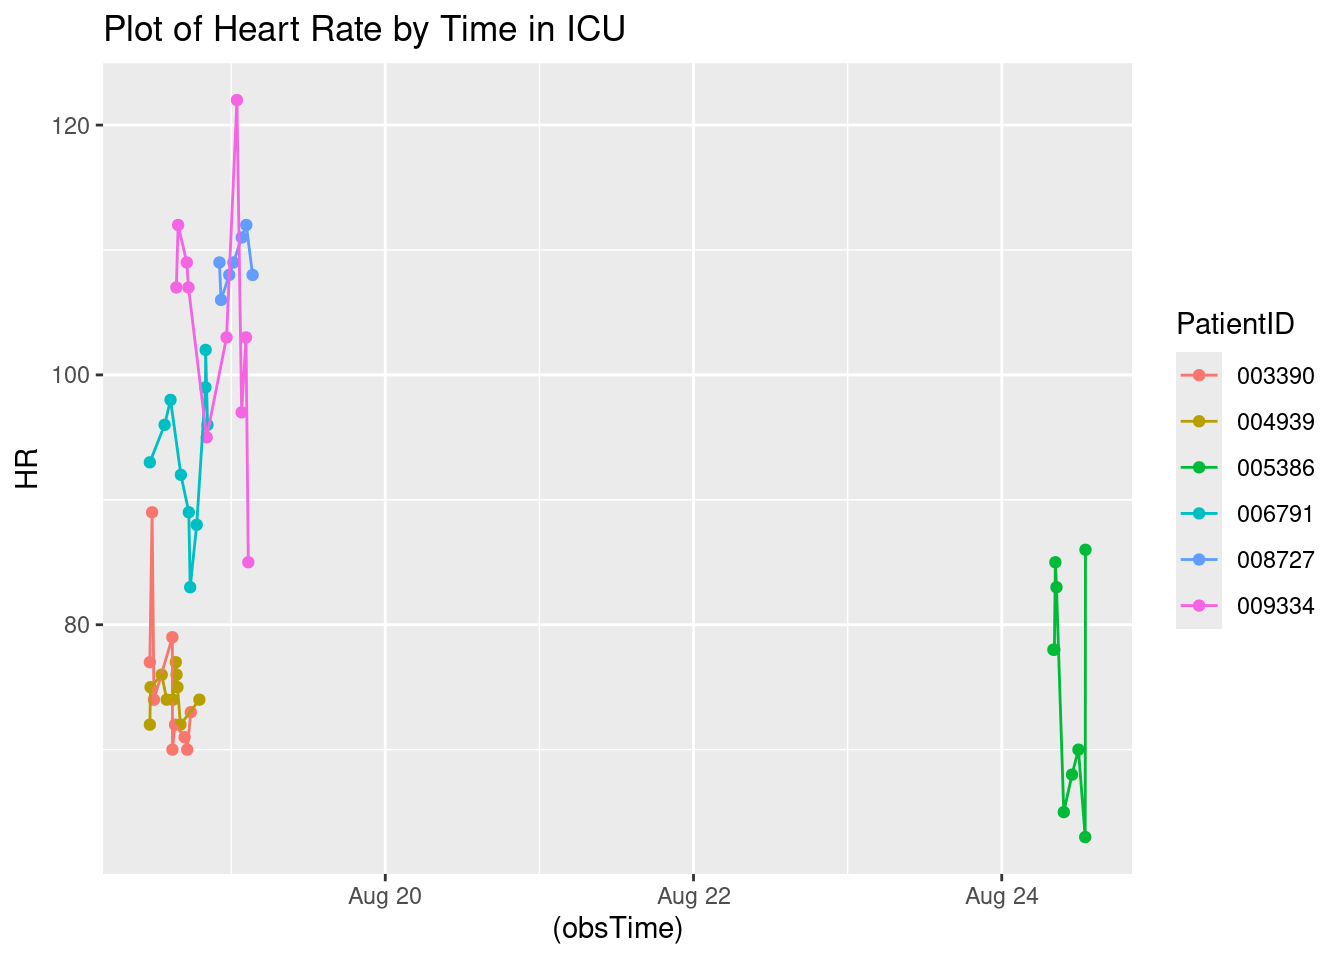 Plot of Heart Rate by Time in ICU
120
100
80
HR
Aug 20
Aug 22
Aug 24
(obsTime)
PatientID
003390
004939
005386
006791
008727
009334